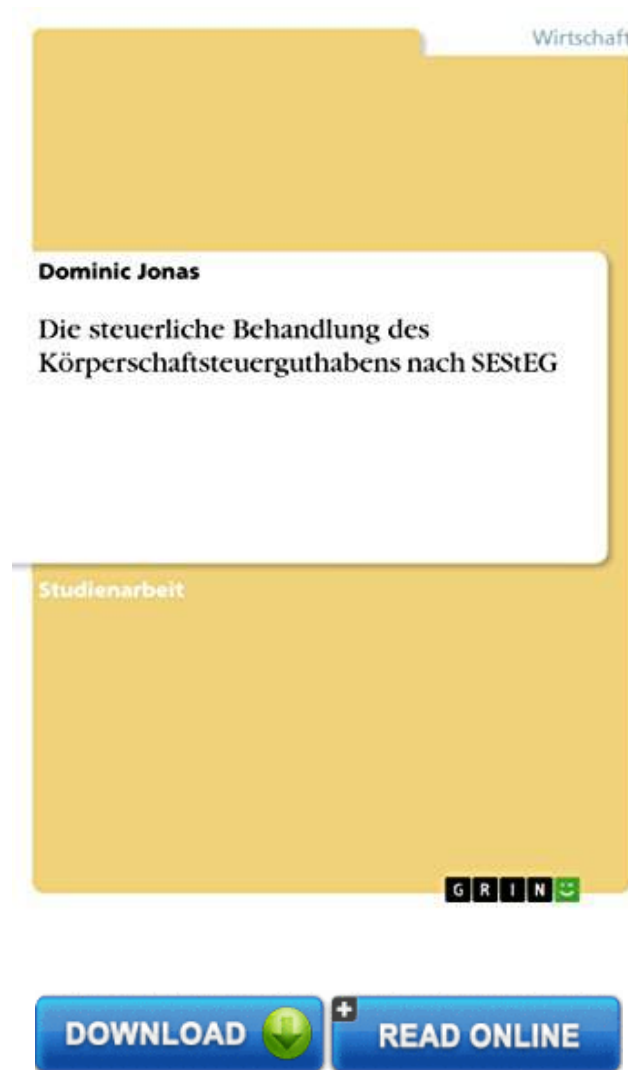 Wirtschaft
Dominic Jonas
Die steuerliche Behandlung des
Körperschaftsteuerguthabens nach SEStEG
Studienarbeit
GRIN
DOWNLOAD
READ ONLINE